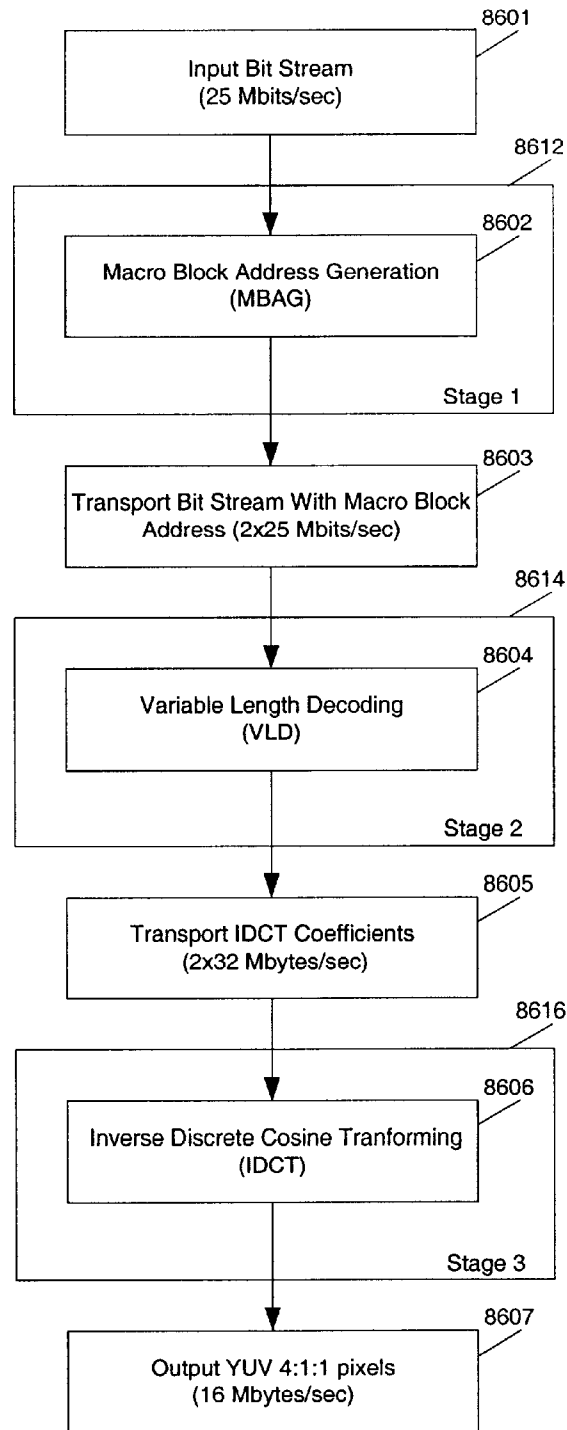 8601
Input Bit Stream
(25 Mbits/sec)
8612
8602
Macro Block Address Generation
(MBAG)
Stage 1
8603
Transport Bit Stream With Macro Block
Address (2x25 Mbits/sec)
8614
8604
Variable Length Decoding
(VLD)
Stage 2
8605
Transport IDCT Coefficients
(2x32 Mbytes/sec)
8616
8606
Inverse Discrete Cosine Tranforming
(IDCT)
Stage 3
8607
Output YUV 4:1:1 pixels
(16 Mbytes/sec)